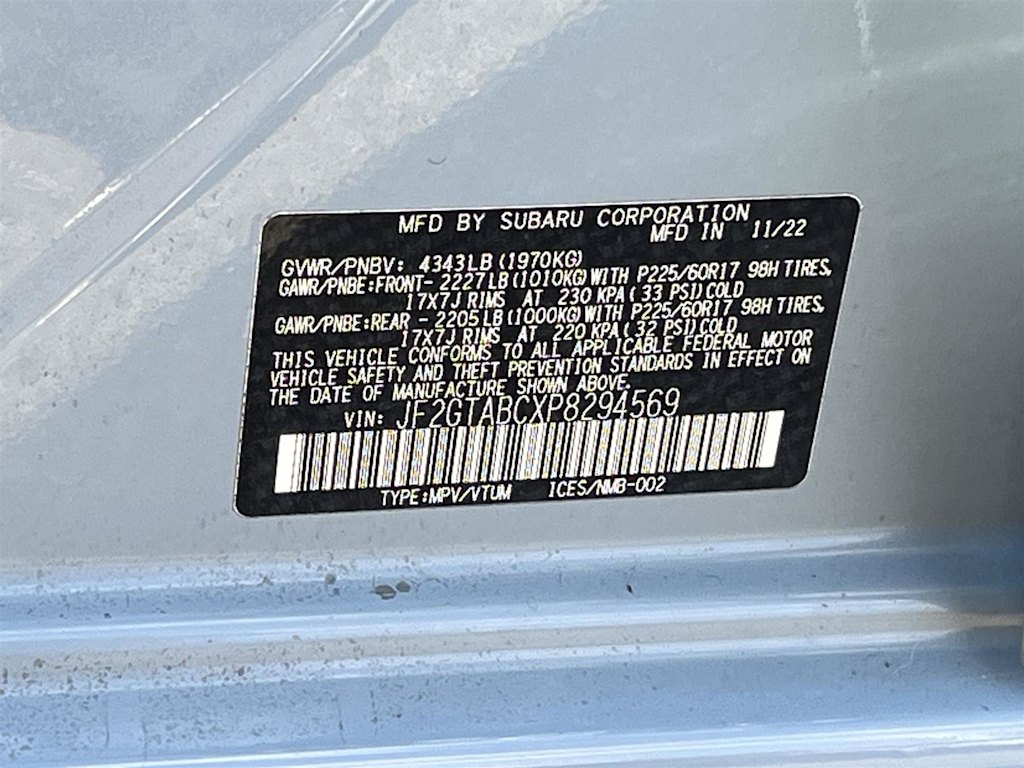 MFD BY SUBARU CORPORATION
MFD IN 11/22
GVWR/PNBV: 4343LB(1970KG)
GAWR/PNBE:FRONT- 2227LB(1010KG)WITH P225/60R17 98H TIRES,
17X7J RIMS AT 230 KPA( 33 PSI)COLD
GAWR/PNBE:REAR - 2205LB(1000KG)WITH P225/60R17 98H TIRES,
17X7J RIMS AT 220 KPA( 32 PSI)COLD
THIS VEHICLE CONFORMS TO ALL APPLICABLE FEDERAL MOTOR
VEHICLE SAFETY AND THEFT PREVENTION STANDARDS IN EFFECT ON
THE DATE OF MANUFACTURE SHOWN ABOVE.
VIN: JF2GTABCXP8294569
TYPE:MPV/VTUM ICES/NMB-002